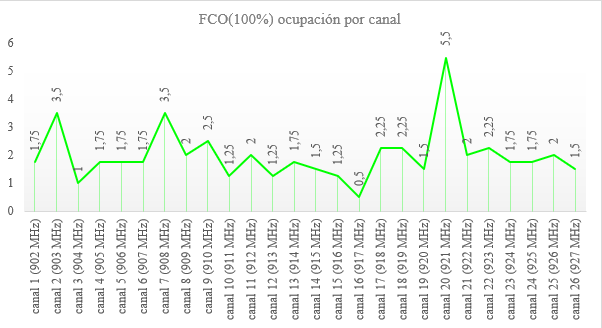 FCO(100%) ocupación por canal
6
5
4
3
2
1
0
1,75
3,5
1
1,75
1,75
1,75
3,5
2
2,5
1,25
2
1,25
1,75
1,5
1,25
0,5
2,25
2,25
1,5
5,5
2
2,25
1,75
1,75
2
1,5
canal 1 (902 MHz)
canal 2 (903 MHz)
canal 3 (904 MHz)
canal 4 (905 MHz)
canal 5 (906 MHz)
canal 6 (907 MHz)
canal 7 (908 MHz)
canal 8 (909 MHz)
canal 9 (910 MHz)
canal 10 (911 MHz)
canal 11 (912 MHz)
canal 12 (913 MHz)
canal 13 (914 MHz)
canal 14 (915 MHz)
canal 15 (916 MHz)
canal 16 (917 MHz)
canal 17 (918 MHz)
canal 18 (919 MHz)
canal 19 (920 MHz)
canal 20 (921 MHz)
canal 21 (922 MHz)
canal 22 (923 MHz)
canal 23 (924 MHz)
canal 24 (925 MHz)
canal 25 (926 MHz)
canal 26 (927 MHz)